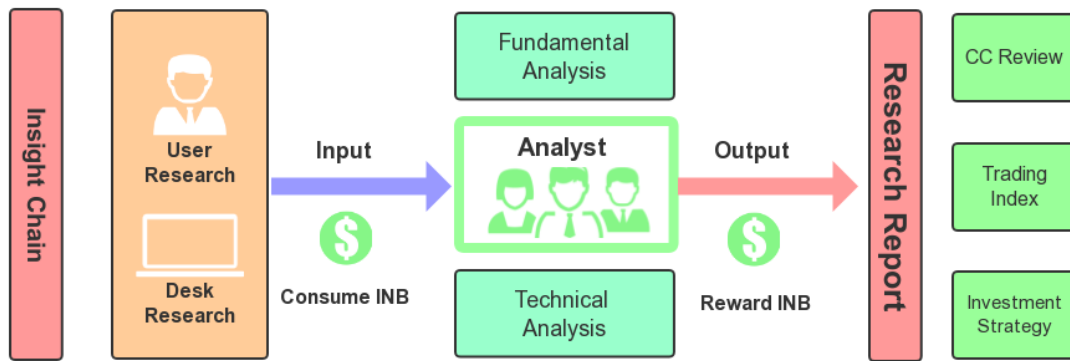 Insight Chain
User
Research
Desk
Research
Input
$
Consume INB
Fundamental
Analysis
Analyst
Technical
Analysis
Output
$
Reward INB
Research Report
CC Review
Trading
Index
Investment
Strategy